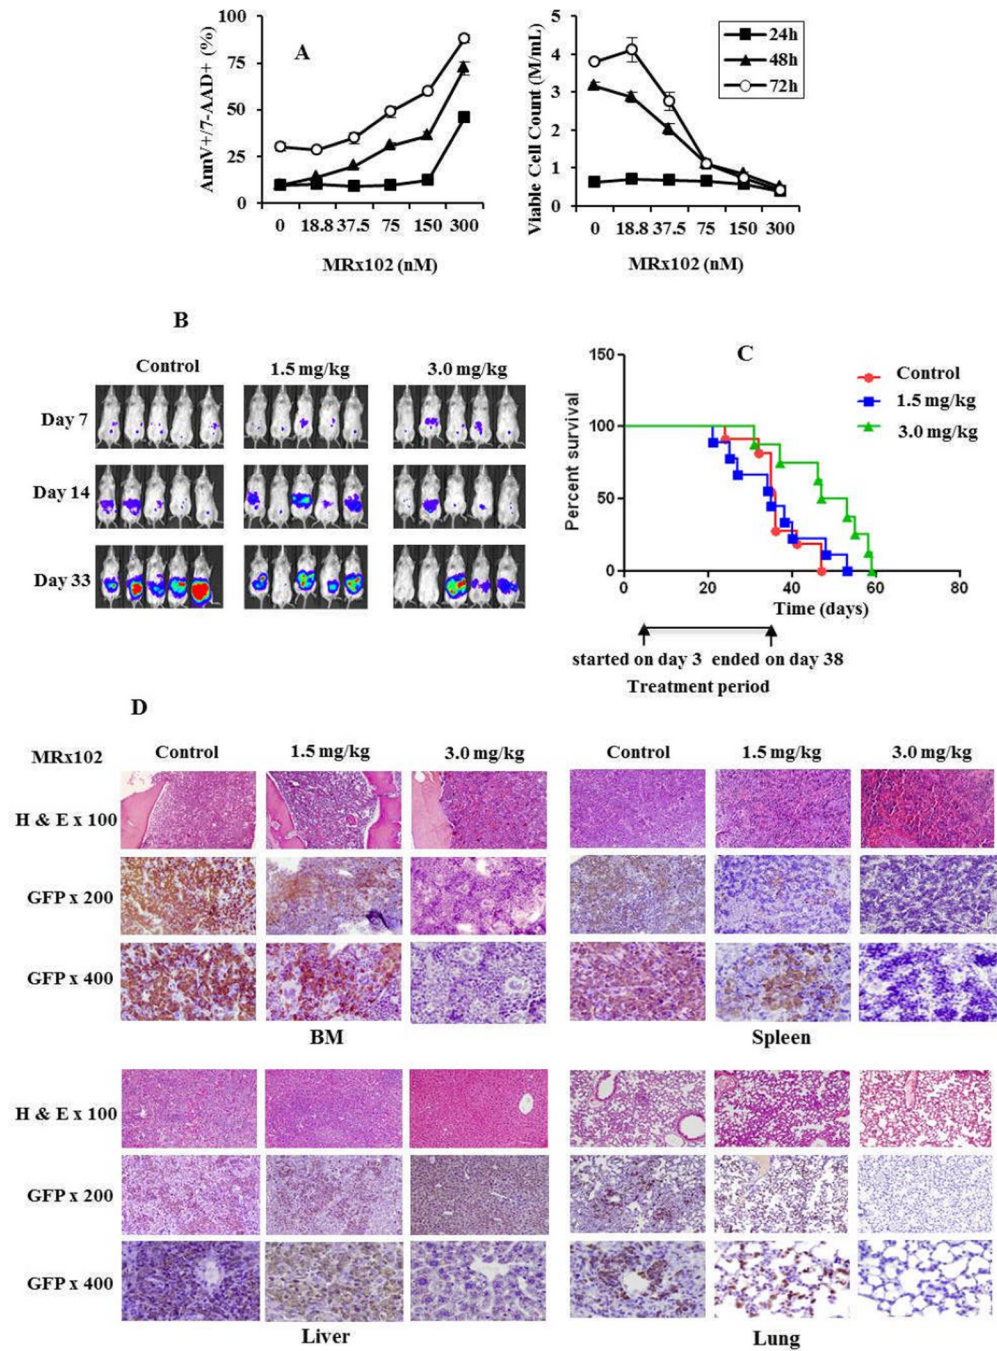 A
AnnV+/7-AAD+ (%)
100
75
50
25
0
0 18.8 37.5 75 150 300
MRx102 (nM)
Viable Cell Count (M/mL)
5
4
3
2
1
0
0 18.8 37.5 75 150 300
MRx102 (nM)
24h
48h
72h
B
Control 1.5 mg/kg 3.0 mg/kg
Day 7
Day 14
Day 33
C
Percent survival
150
100
50
0
0 20 40 60 80
Time (days)
Control
1.5 mg/kg
3.0 mg/kg
started on day 3 ended on day 38
Treatment period
D
MRx102 Control 1.5 mg/kg 3.0 mg/kg Control 1.5 mg/kg 3.0 mg/kg
H & E x 100
GFP x 200
GFP x 400
BM Spleen
H & E x 100
GFP x 200
GFP x 400
Liver Lung